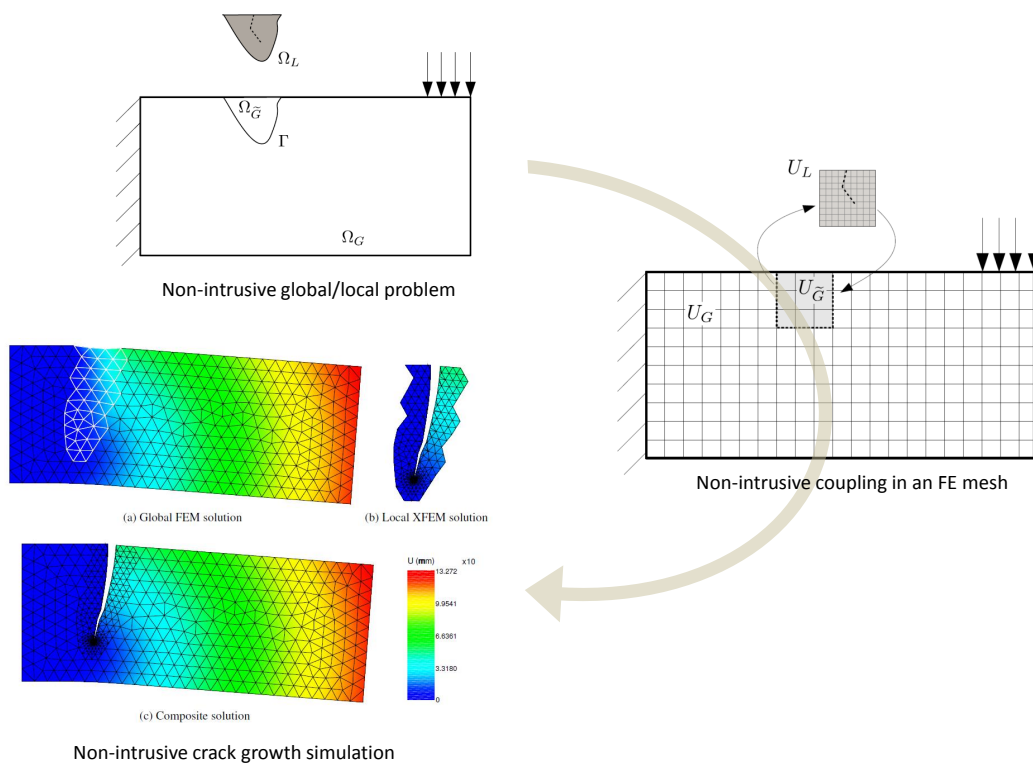 Ω_L
Ω_G̃
Γ
Ω_G
Non-intrusive global/local problem
U_L
U_G̃
U_G
Non-intrusive coupling in an FE mesh
(a) Global FEM solution
(b) Local XFEM solution
U (mm) x10
13.272
9.9541
6.6361
3.3180
0
(c) Composite solution
Non-intrusive crack growth simulation